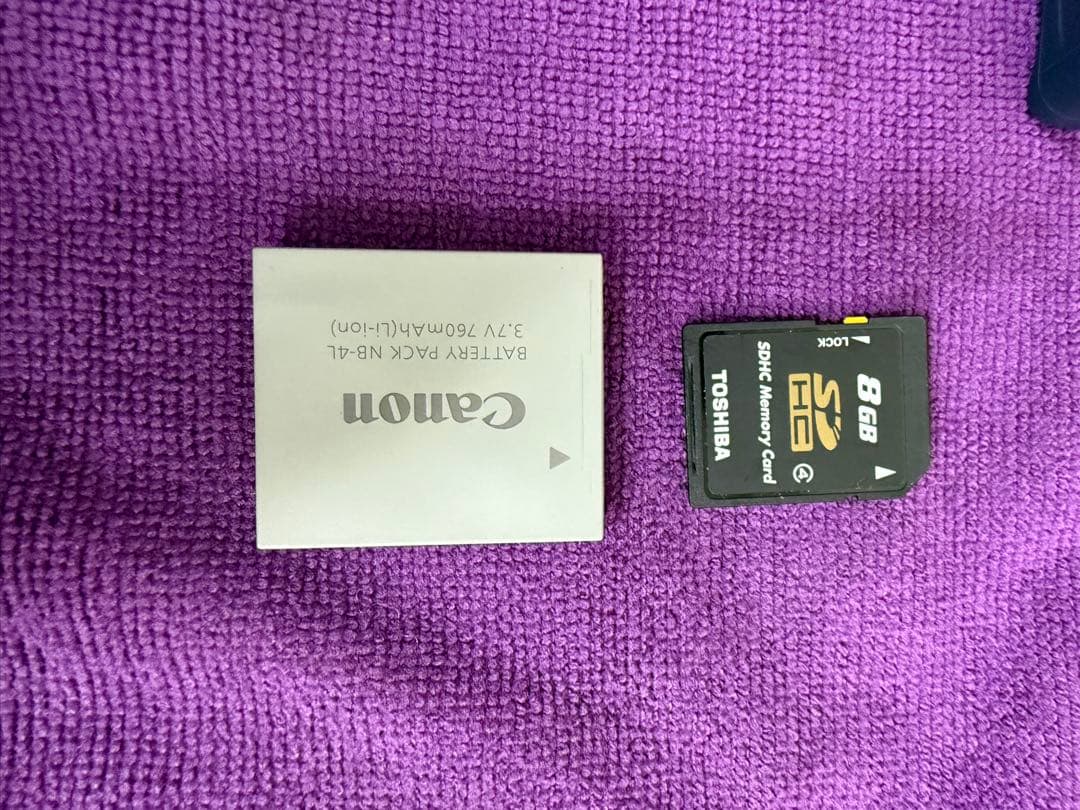 Canon
BATTERY PACK NB-4L
3.7V 760mAh(Li-ion)
LOCK
8GB
SD
HC
4
SDHC Memory Card
TOSHIBA